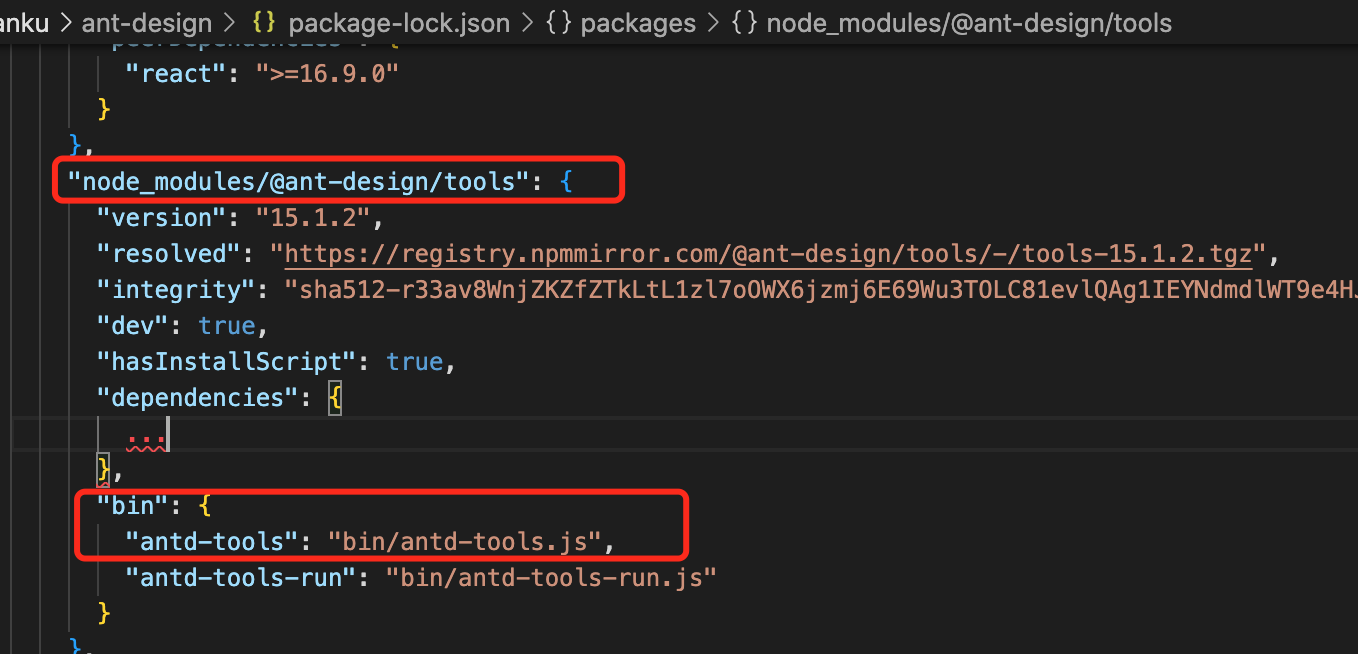 anku > ant-design > {} package-lock.json > {} packages > {} node_modules/@ant-design/tools
"peerDependencies": {
"react": ">=16.9.0"
}
},
"node_modules/@ant-design/tools": {
"version": "15.1.2",
"resolved": "https://registry.npmmirror.com/@ant-design/tools/-/tools-15.1.2.tgz",
"integrity": "sha512-r33av8WnjZKZfZTkLtL1zl7oOWX6jzmj6E69Wu3TOLC81evlQAg1IEYNdmdlWT9e4HJ
"dev": true,
"hasInstallScript": true,
"dependencies": {
...
},
"bin": {
"antd-tools": "bin/antd-tools.js",
"antd-tools-run": "bin/antd-tools-run.js"
}
},